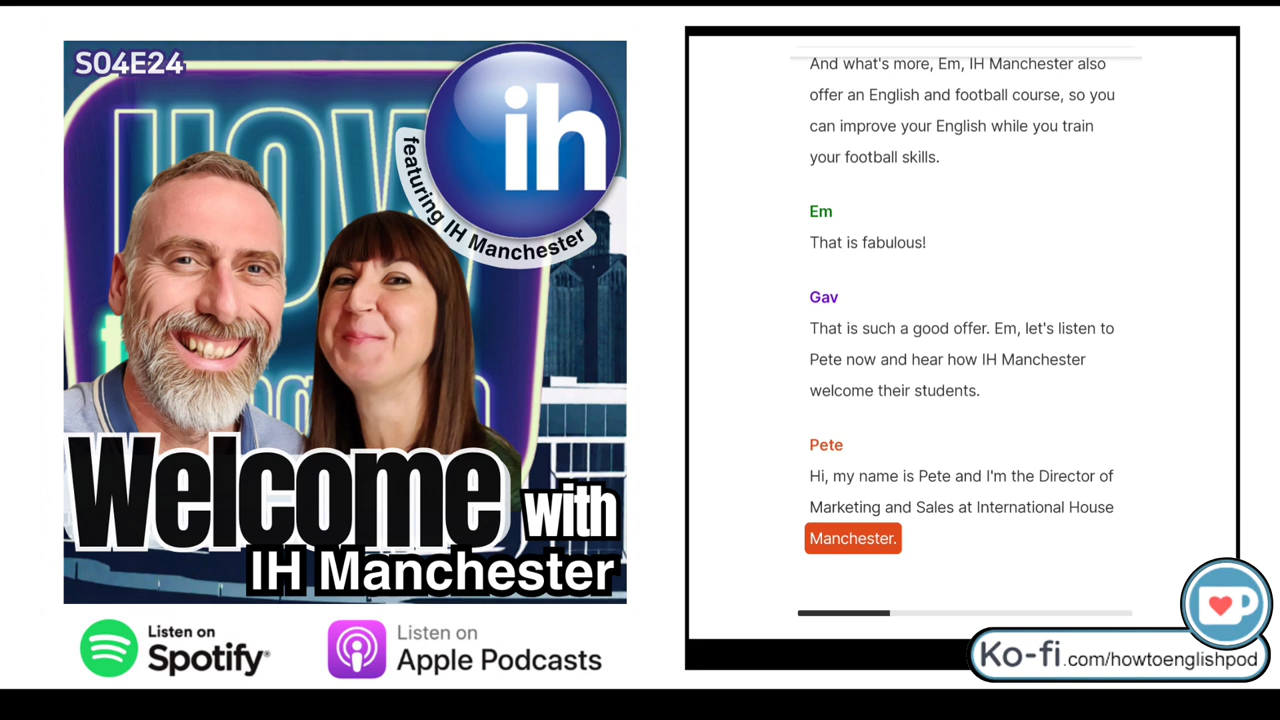 S04E24
HOW
ih
featuring IH Manchester
Welcome with
IH Manchester
Listen on
Spotify
Listen on
Apple Podcasts
And what's more, Em, IH Manchester also
offer an English and football course, so you
can improve your English while you train
your football skills.
Em
That is fabulous!
Gav
That is such a good offer. Em, let's listen to
Pete now and hear how IH Manchester
welcome their students.
Pete
Hi, my name is Pete and I'm the Director of
Marketing and Sales at International House
Manchester.
Ko-fi.com/howtoenglishpod